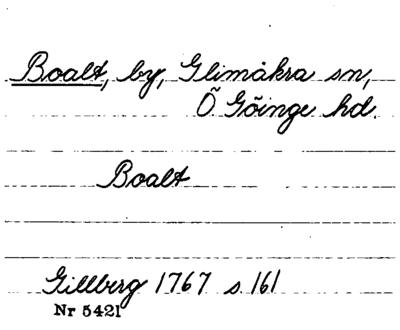 Boalt, by, Glimåkra sn,
Ö Göinge hd.
Boalt
Gillberg 1767 s. 161
Nr 5421